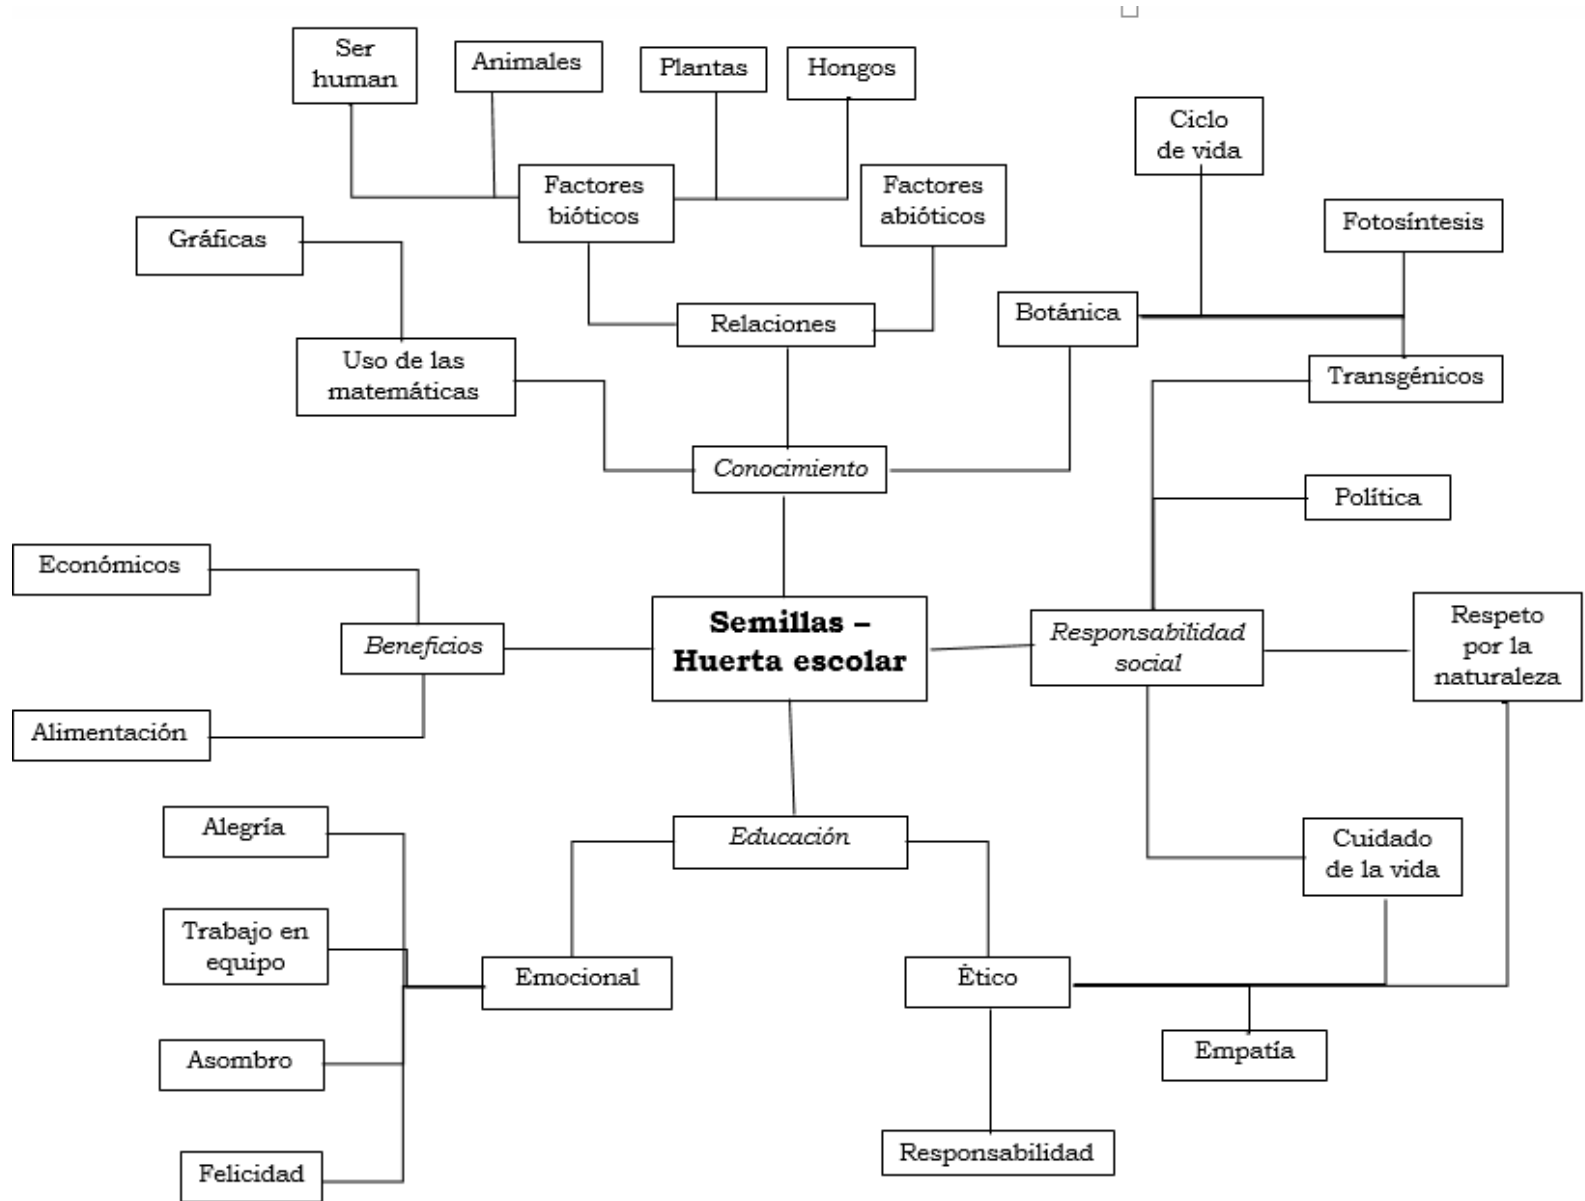 Ser
human
Animales
Plantas
Hongos
Ciclo
de vida
Factores
bióticos
Factores
abióticos
Gráficas
Fotosíntesis
Relaciones
Botánica
Uso de las
matemáticas
Transgénicos
Conocimiento
Política
Económicos
Beneficios
Semillas –
Huerta escolar
Responsabilidad
social
Respeto
por la
naturaleza
Alimentación
Alegría
Educación
Cuidado
de la vida
Trabajo en
equipo
Emocional
Ètico
Asombro
Empatía
Responsabilidad
Felicidad